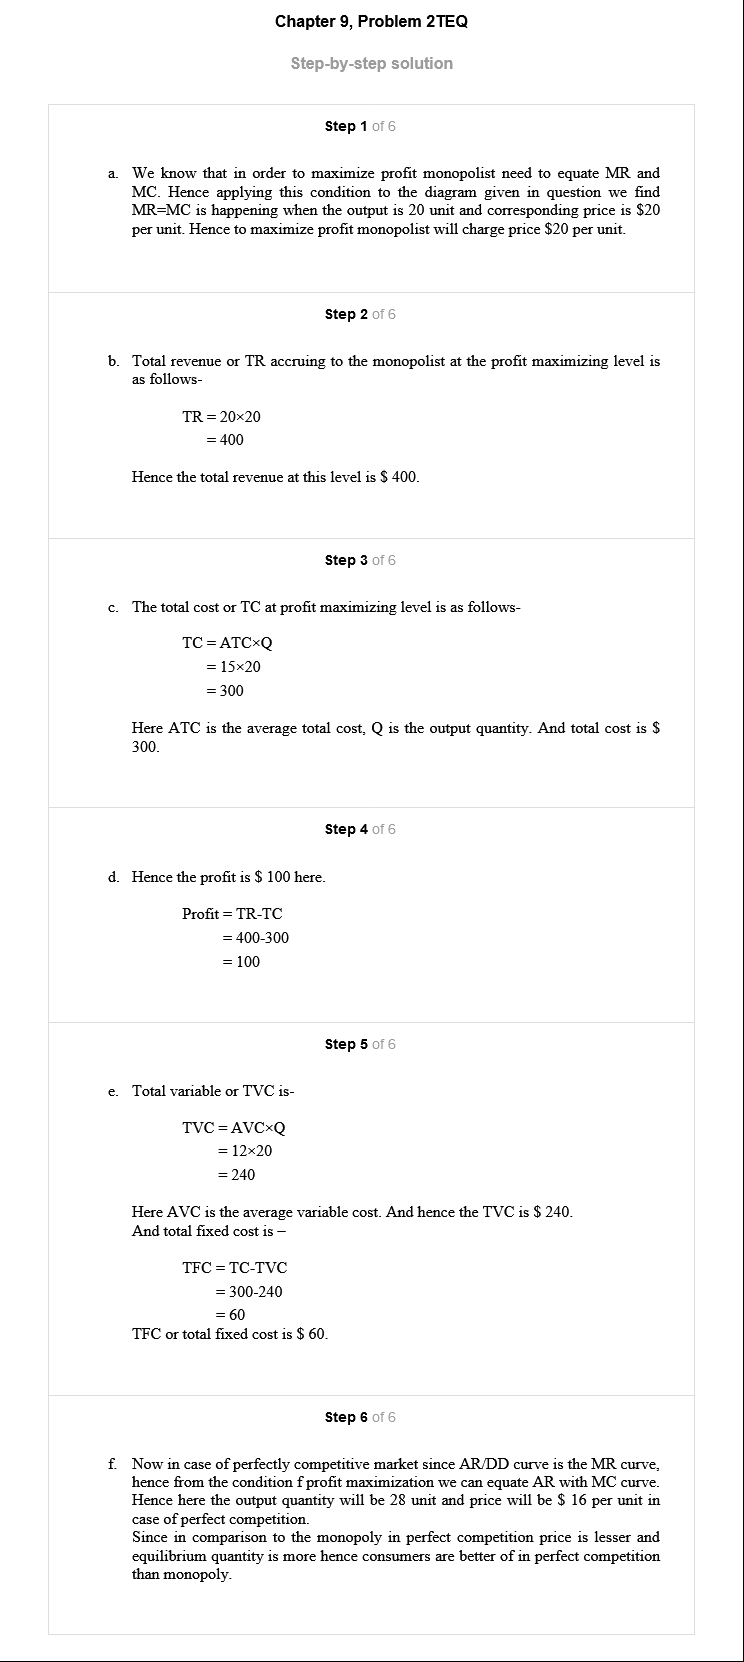 Chapter 9, Problem 2TEQ
Step-by-step solution
Step 1 of 6
a. We know that in order to maximize profit monopolist need to equate MR and
MC. Hence applying this condition to the diagram given in question we find
MR=MC is happening when the output is 20 unit and corresponding price is $20
per unit. Hence to maximize profit monopolist will charge price $20 per unit.
Step 2 of 6
b. Total revenue or TR accruing to the monopolist at the profit maximizing level is
as follows-
TR = 20×20
= 400
Hence the total revenue at this level is $ 400.
Step 3 of 6
c. The total cost or TC at profit maximizing level is as follows-
TC = ATC×Q
= 15×20
= 300
Here ATC is the average total cost, Q is the output quantity. And total cost is $
300.
Step 4 of 6
d. Hence the profit is $ 100 here.
Profit = TR-TC
= 400-300
= 100
Step 5 of 6
e. Total variable or TVC is-
TVC = AVC×Q
= 12×20
= 240
Here AVC is the average variable cost. And hence the TVC is $ 240.
And total fixed cost is –
TFC = TC-TVC
= 300-240
= 60
TFC or total fixed cost is $ 60.
Step 6 of 6
f. Now in case of perfectly competitive market since AR/DD curve is the MR curve,
hence from the condition f profit maximization we can equate AR with MC curve.
Hence here the output quantity will be 28 unit and price will be $ 16 per unit in
case of perfect competition.
Since in comparison to the monopoly in perfect competition price is lesser and
equilibrium quantity is more hence consumers are better of in perfect competition
than monopoly.